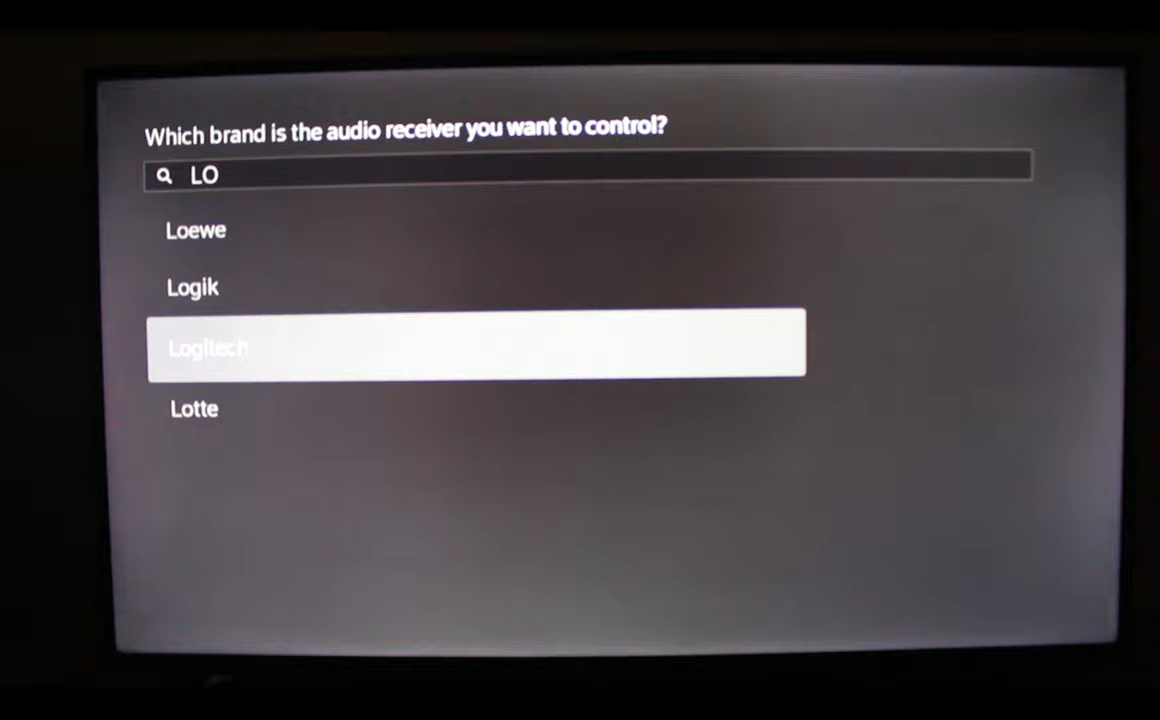 Which brand is the audio receiver you want to control?
LO
Loewe
Logik
Logitech
Lotte